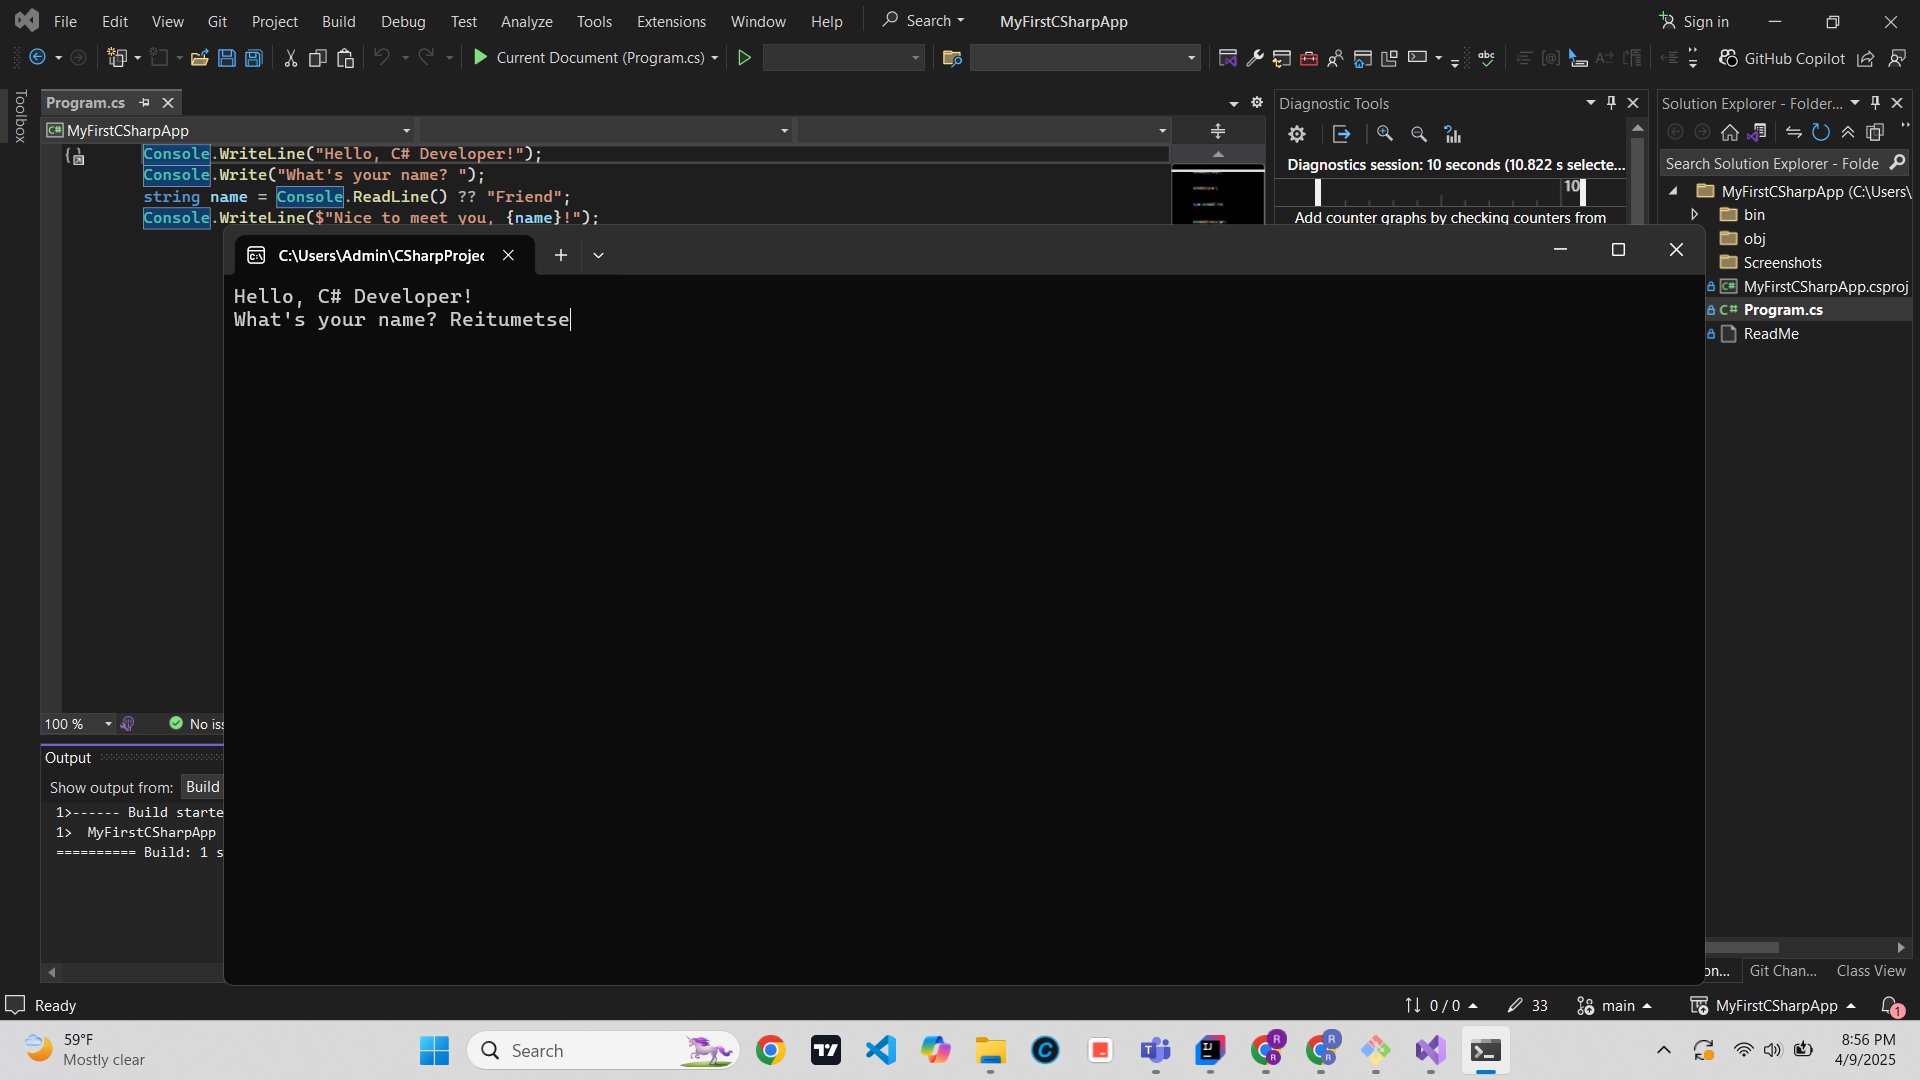 File Edit View Git Project Build Debug Test Analyze Tools Extensions Window Help Search MyFirstCSharpApp Sign in
Current Document (Program.cs) GitHub Copilot
Toolbox
Program.cs
MyFirstCSharpApp
Console.WriteLine("Hello, C# Developer!");
Console.Write("What's your name? ");
string name = Console.ReadLine() ?? "Friend";
Console.WriteLine($"Nice to meet you, {name}!");
Diagnostic Tools
Diagnostics session: 10 seconds (10.822 s selecte...
10
Add counter graphs by checking counters from
Solution Explorer - Folder...
Search Solution Explorer - Folde
MyFirstCSharpApp (C:\Users\
bin
obj
Screenshots
MyFirstCSharpApp.csproj
C# Program.cs
ReadMe
C:\Users\Admin\CSharpProjec
Hello, C# Developer!
What's your name? Reitumetse
100 % No iss
Output
Show output from: Build
1>------ Build starte
1> MyFirstCSharpApp
========== Build: 1 s
on... Git Chan... Class View
Ready 0 / 0 33 main MyFirstCSharpApp 1
59°F
Mostly clear
Search
8:56 PM
4/9/2025